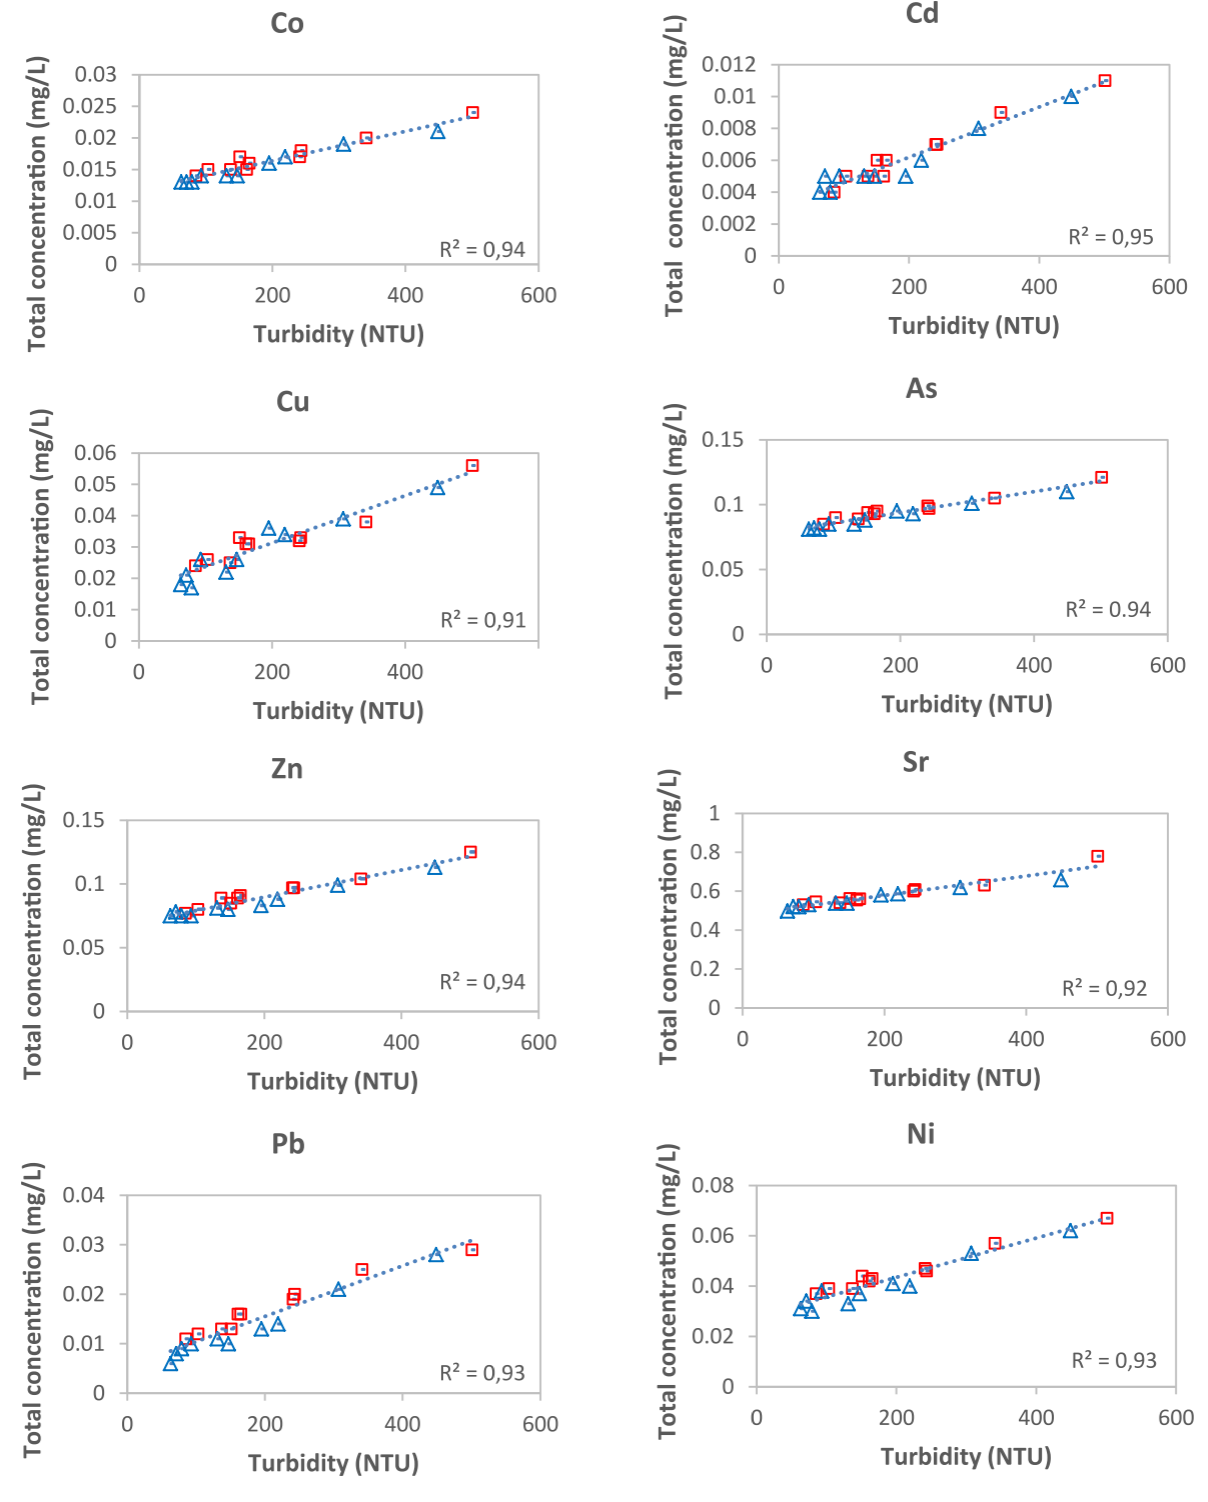 Co
Total concentration (mg/L)
0.03
0.025
0.02
0.015
0.01
0.005
0
R² = 0,94
0 200 400 600
Turbidity (NTU)
Cd
Total concentration (mg/L)
0.012
0.01
0.008
0.006
0.004
0.002
0
R² = 0,95
0 200 400 600
Turbidity (NTU)
Cu
Total concentration (mg/L)
0.06
0.05
0.04
0.03
0.02
0.01
0
R² = 0,91
0 200 400
Turbidity (NTU)
As
Total concentration (mg/L)
0.15
0.1
0.05
0
R² = 0.94
0 200 400 600
Turbidity (NTU)
Zn
Total concentration (mg/L)
0.15
0.1
0.05
0
R² = 0,94
0 200 400 600
Turbidity (NTU)
Sr
Total concentration (mg/L)
1
0.8
0.6
0.4
0.2
0
R² = 0,92
0 200 400 600
Turbidity (NTU)
Pb
Total concentration (mg/L)
0.04
0.03
0.02
0.01
0
R² = 0,93
0 200 400 600
Turbidity (NTU)
Ni
Total concentration (mg/L)
0.08
0.06
0.04
0.02
0
R² = 0,93
0 200 400 600
Turbidity (NTU)